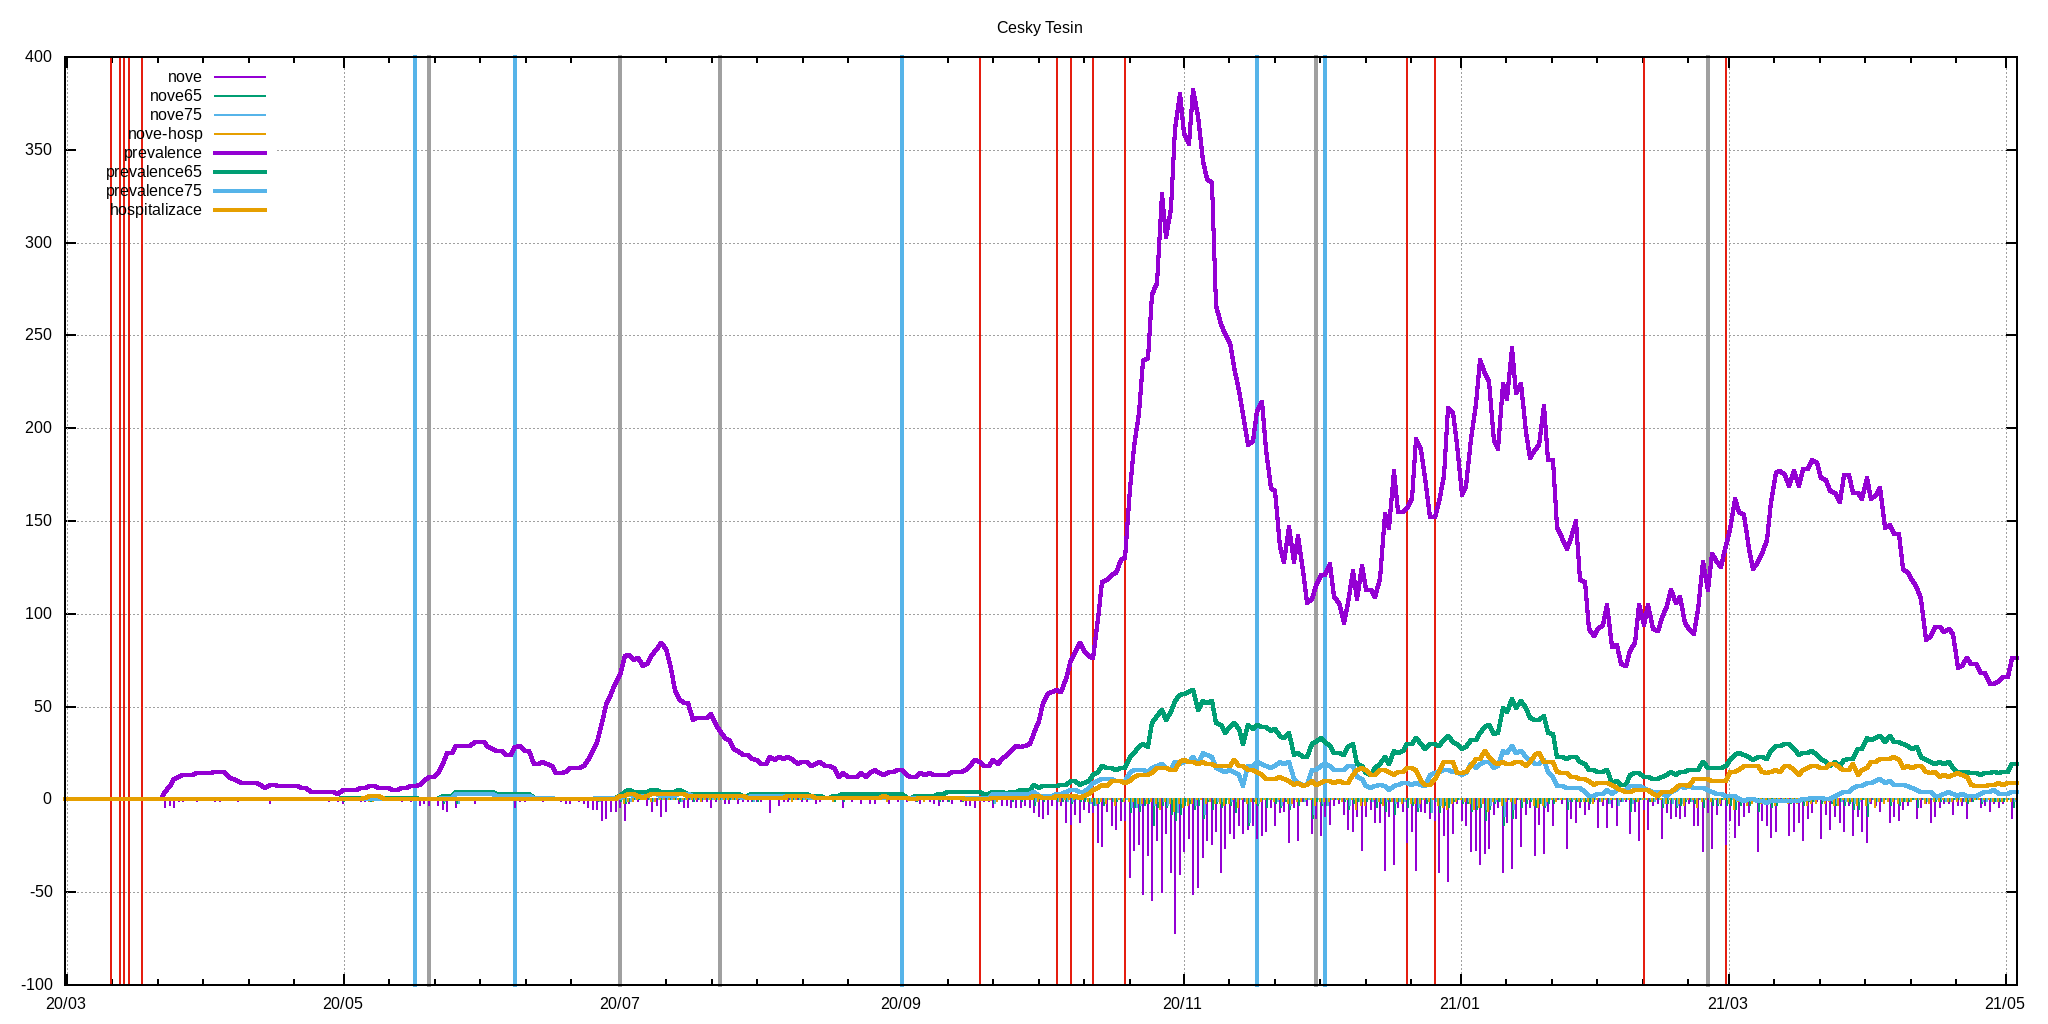 Cesky Tesin
400
350
300
250
200
150
100
50
0
-50
-100
nove
nove65
nove75
nove-hosp
prevalence
prevalence65
prevalence75
hospitalizace
20/03 20/05 20/07 20/09 20/11 21/01 21/03 21/05